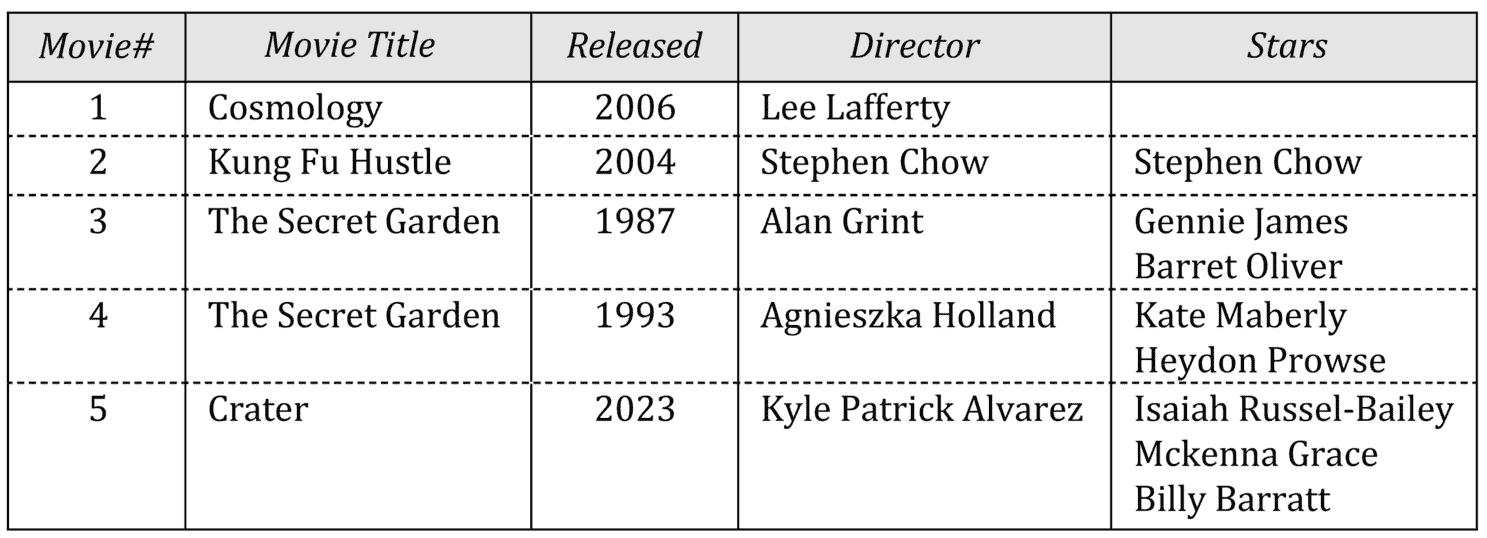 Movie# Movie Title Released Director Stars
1 Cosmology 2006 Lee Lafferty
2 Kung Fu Hustle 2004 Stephen Chow Stephen Chow
3 The Secret Garden 1987 Alan Grint Gennie James
Barret Oliver
4 The Secret Garden 1993 Agnieszka Holland Kate Maberly
Heydon Prowse
5 Crater 2023 Kyle Patrick Alvarez Isaiah Russel-Bailey
Mckenna Grace
Billy Barratt